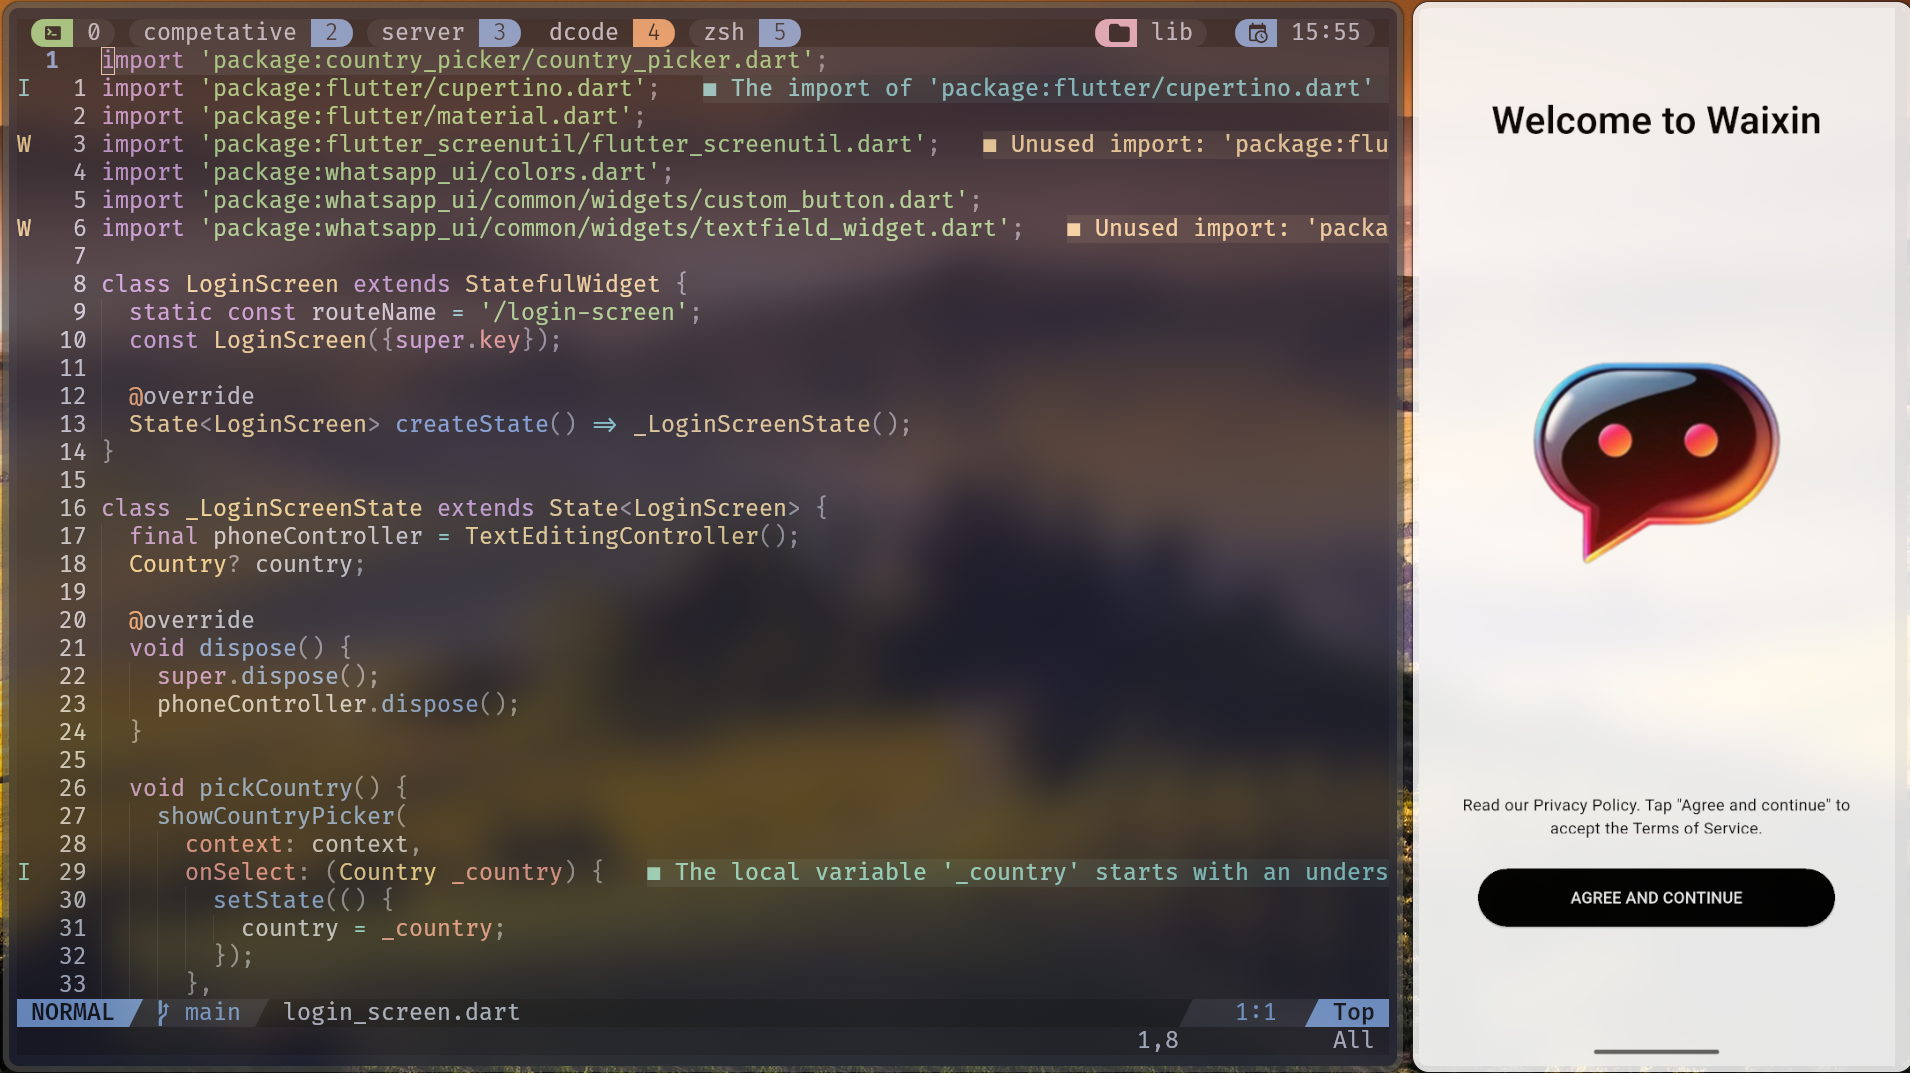 0 competative 2 server 3 dcode 4 zsh 5 lib 15:55
1 import 'package:country_picker/country_picker.dart';
I 1 import 'package:flutter/cupertino.dart'; ■ The import of 'package:flutter/cupertino.dart'
2 import 'package:flutter/material.dart';
W 3 import 'package:flutter_screenutil/flutter_screenutil.dart'; ■ Unused import: 'package:flu
4 import 'package:whatsapp_ui/colors.dart';
5 import 'package:whatsapp_ui/common/widgets/custom_button.dart';
W 6 import 'package:whatsapp_ui/common/widgets/textfield_widget.dart'; ■ Unused import: 'packa
7
8 class LoginScreen extends StatefulWidget {
9 static const routeName = '/login-screen';
10 const LoginScreen({super.key});
11
12 @override
13 State<LoginScreen> createState() => _LoginScreenState();
14 }
15
16 class _LoginScreenState extends State<LoginScreen> {
17 final phoneController = TextEditingController();
18 Country? country;
19
20 @override
21 void dispose() {
22 super.dispose();
23 phoneController.dispose();
24 }
25
26 void pickCountry() {
27 showCountryPicker(
28 context: context,
I 29 onSelect: (Country _country) { ■ The local variable '_country' starts with an unders
30 setState(() {
31 country = _country;
32 });
33 },
NORMAL main login_screen.dart 1:1 Top
1,8 All
Welcome to Waixin
Read our Privacy Policy. Tap "Agree and continue" to
accept the Terms of Service.
AGREE AND CONTINUE